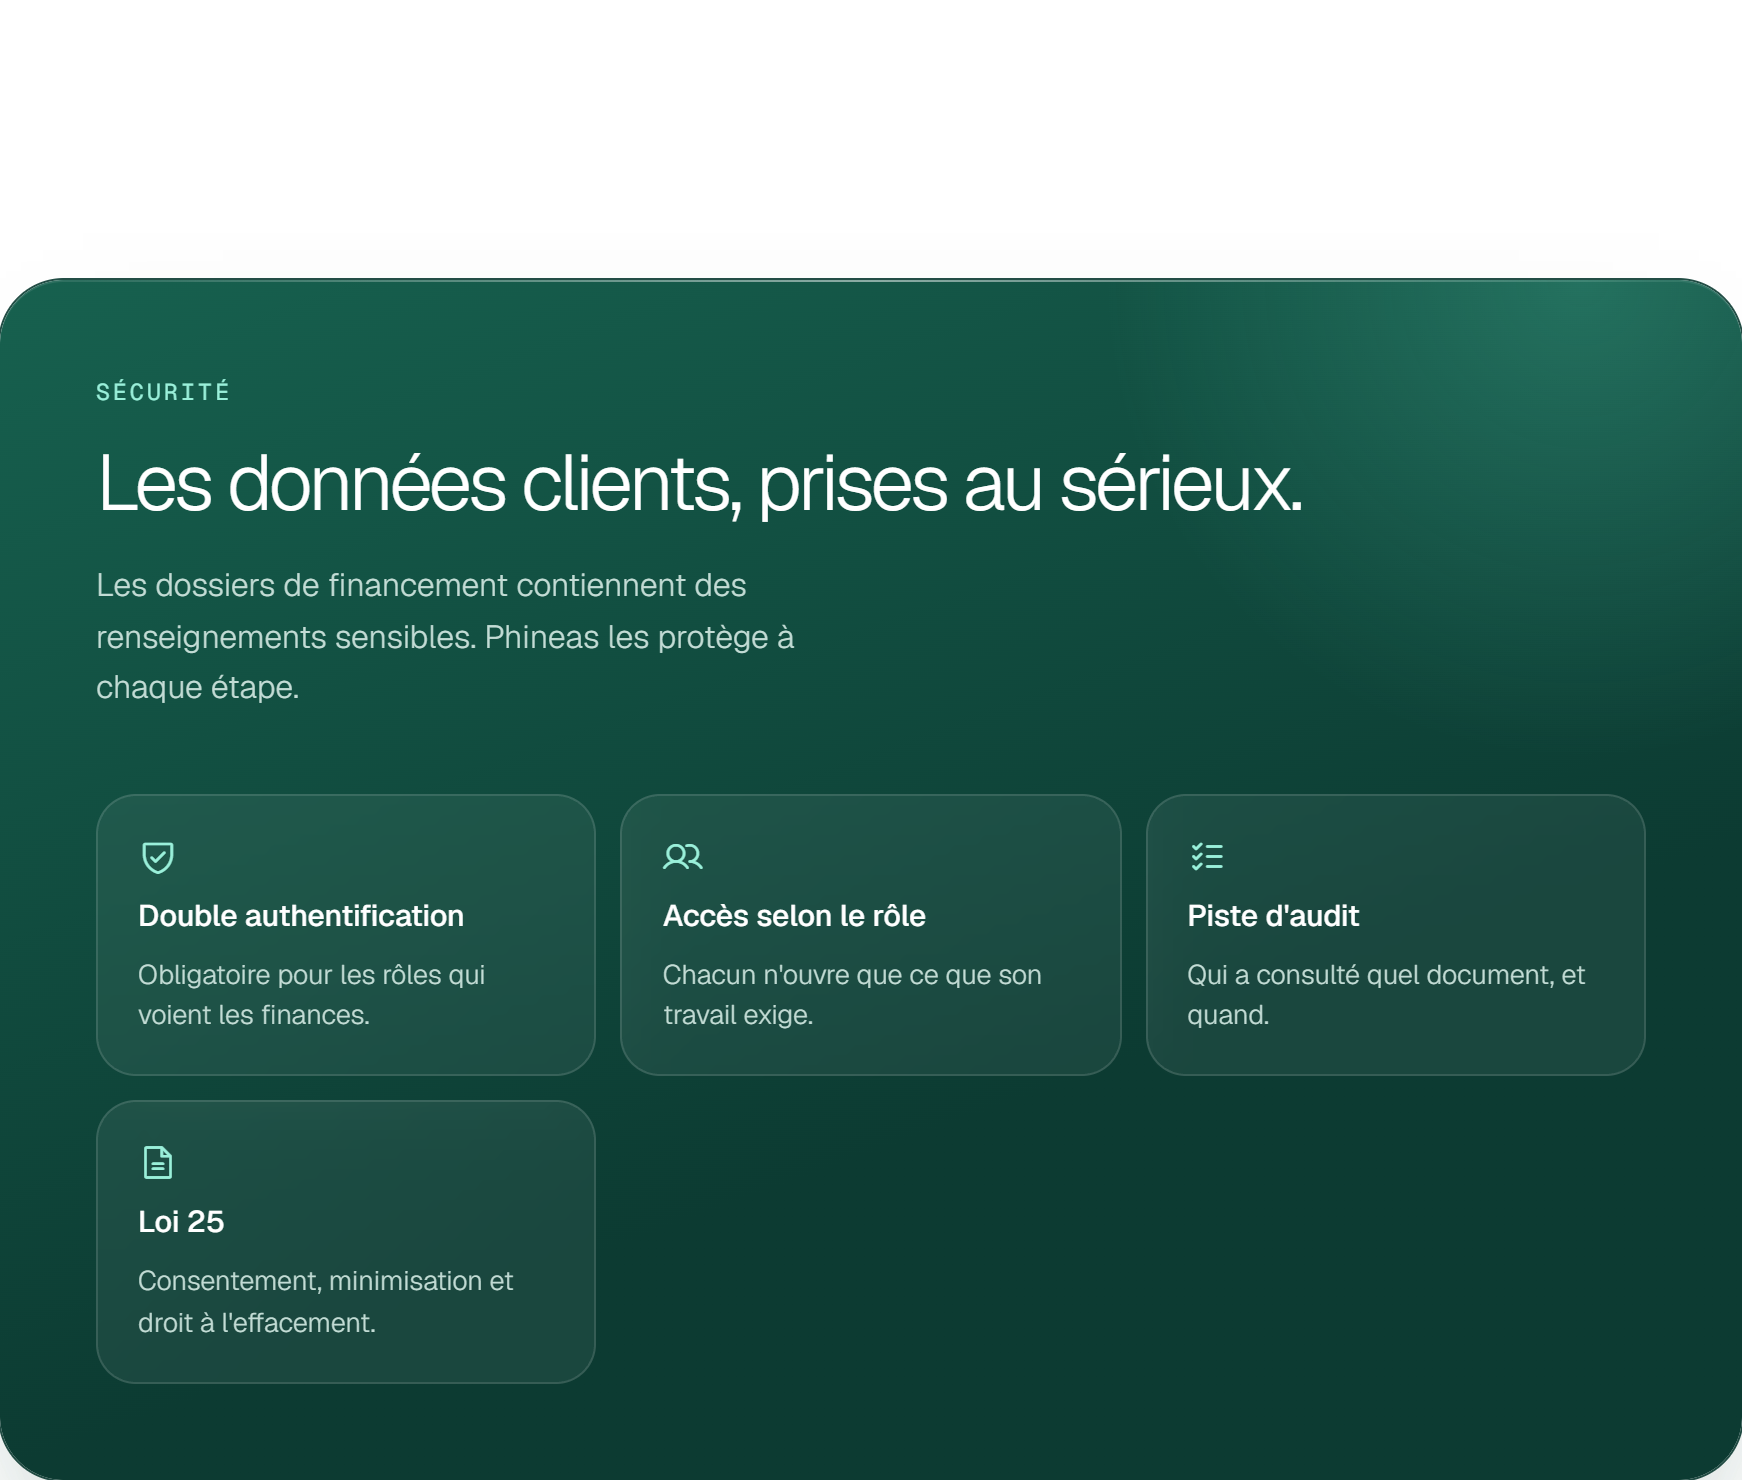 SÉCURITÉ
Les données clients, prises au sérieux.
Les dossiers de financement contiennent des
renseignements sensibles. Phineas les protège à
chaque étape.
Double authentification
Obligatoire pour les rôles qui
voient les finances.
Accès selon le rôle
Chacun n'ouvre que ce que son
travail exige.
Piste d'audit
Qui a consulté quel document, et
quand.
Loi 25
Consentement, minimisation et
droit à l'effacement.